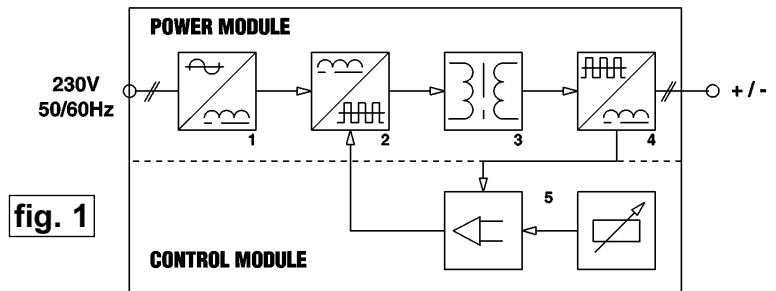 POWER MODULE
230V
50/60Hz
+ / -
1
2
3
4
5
fig. 1
CONTROL MODULE